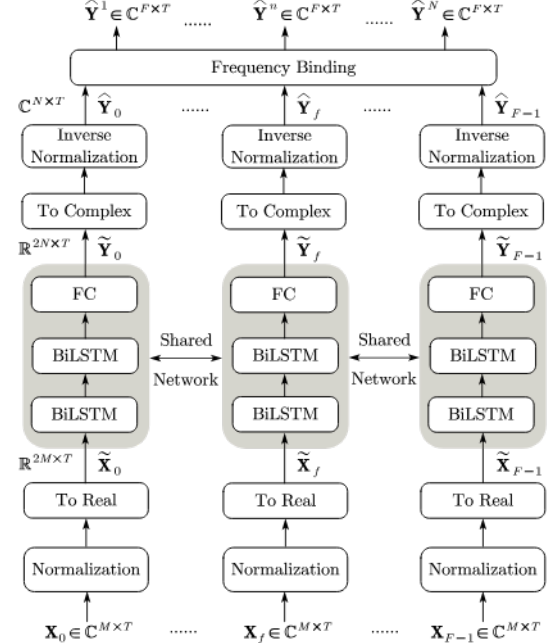 Ŷ¹ ∈ ℂ^{F×T} ...... Ŷⁿ ∈ ℂ^{F×T} ...... Ŷᴺ ∈ ℂ^{F×T}
Frequency Binding
ℂ^{N×T} Ŷ₀ ...... Ŷ_f ...... Ŷ_{F−1}
Inverse Normalization Inverse Normalization Inverse Normalization
To Complex To Complex To Complex
ℝ^{2N×T} Ỹ₀ Ỹ_f Ỹ_{F−1}
FC FC FC
Shared Shared
BiLSTM BiLSTM BiLSTM
Network Network
BiLSTM BiLSTM BiLSTM
ℝ^{2M×T} X̃₀ X̃_f X̃_{F−1}
To Real To Real To Real
Normalization Normalization Normalization
X₀ ∈ ℂ^{M×T} ...... X_f ∈ ℂ^{M×T} ...... X_{F−1} ∈ ℂ^{M×T}